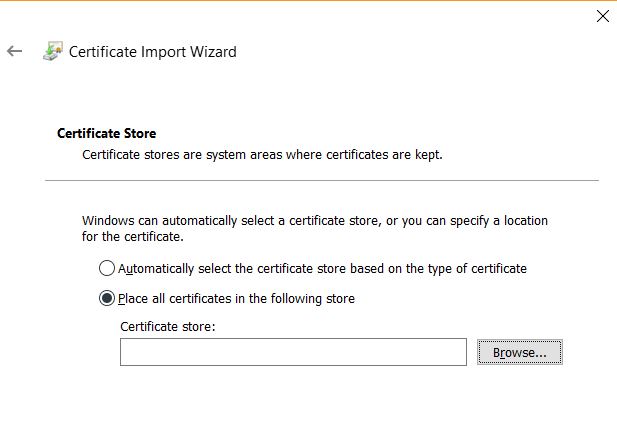 Certificate Import Wizard
Certificate Store
Certificate stores are system areas where certificates are kept.
Windows can automatically select a certificate store, or you can specify a location
for the certificate.
Automatically select the certificate store based on the type of certificate
Place all certificates in the following store
Certificate store:
Browse...